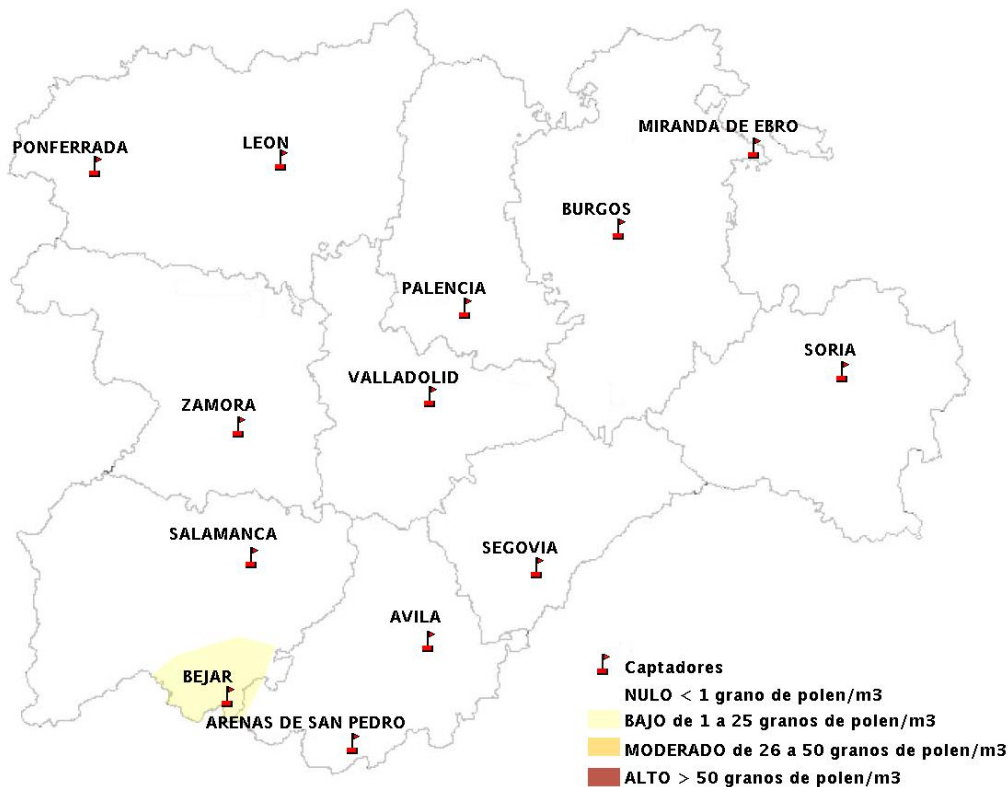 MIRANDA DE EBRO
PONFERRADA
LEON
BURGOS
PALENCIA
SORIA
VALLADOLID
ZAMORA
SALAMANCA
SEGOVIA
AVILA
BEJAR
ARENAS DE SAN PEDRO
Captadores
NULO < 1 grano de polen/m3
BAJO de 1 a 25 granos de polen/m3
MODERADO de 26 a 50 granos de polen/m3
ALTO > 50 granos de polen/m3